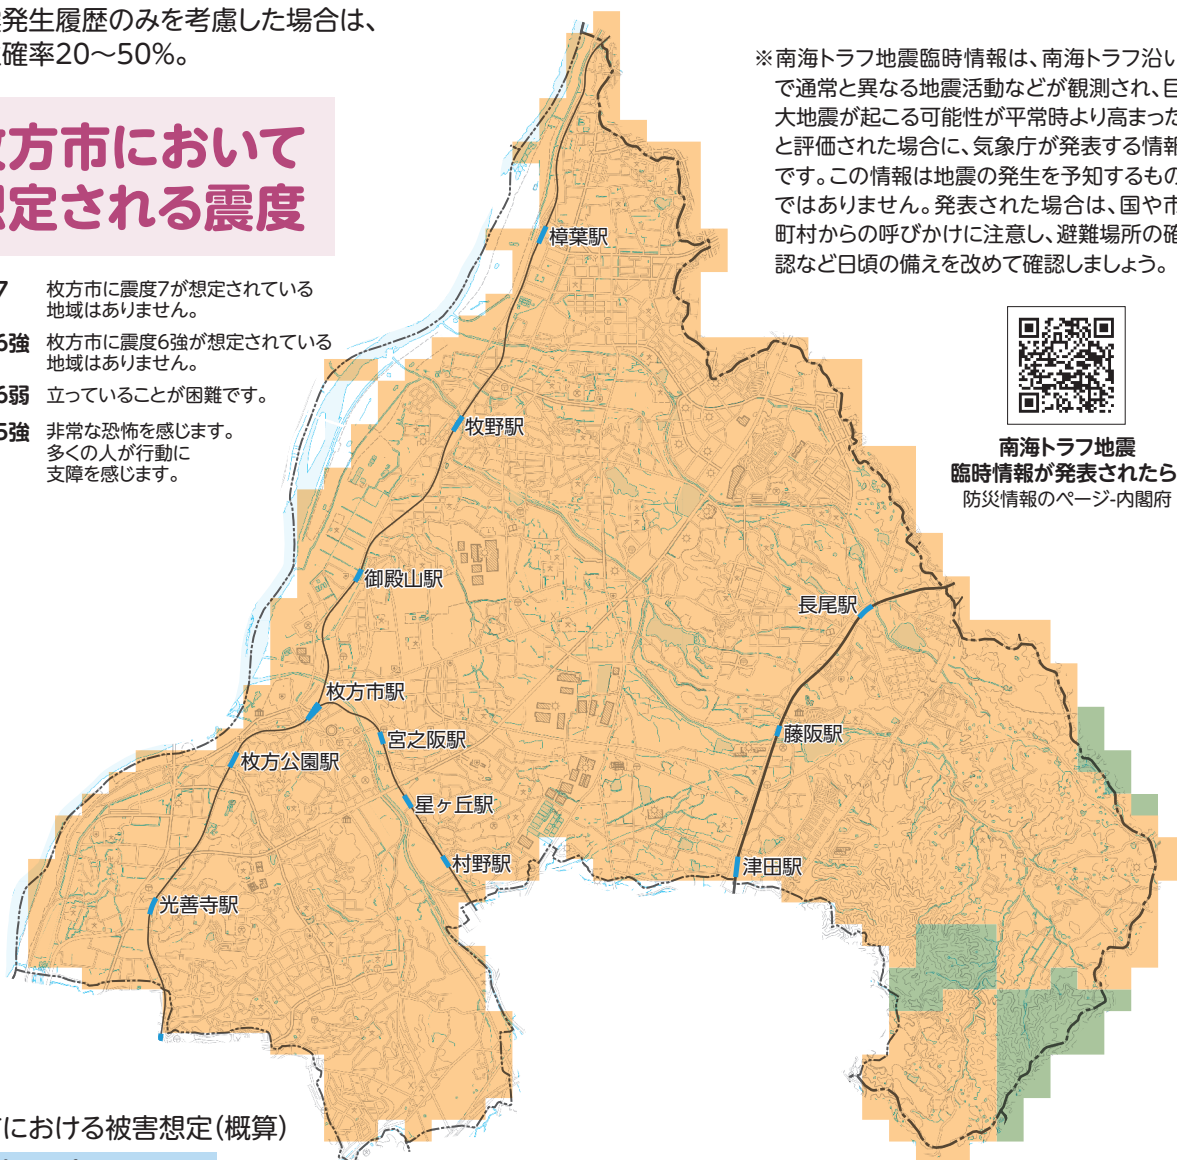 発生履歴のみを考慮した場合は、
確率20〜50%。
方市において
定される震度
7 枚方市に震度7が想定されている
地域はありません。
6強 枚方市に震度6強が想定されている
地域はありません。
6弱 立っていることが困難です。
5強 非常な恐怖を感じます。
多くの人が行動に
支障を感じます。
※南海トラフ地震臨時情報は、南海トラフ沿い
で通常と異なる地震活動などが観測され、巨
大地震が起こる可能性が平常時より高まった
と評価された場合に、気象庁が発表する情報
です。この情報は地震の発生を予知するもの
ではありません。発表された場合は、国や市
町村からの呼びかけに注意し、避難場所の確
認など日頃の備えを改めて確認しましょう。
南海トラフ地震
臨時情報が発表されたら
防災情報のページ-内閣府
樟葉駅
牧野駅
御殿山駅
長尾駅
枚方市駅
宮之阪駅
藤阪駅
枚方公園駅
星ヶ丘駅
村野駅
津田駅
光善寺駅
における被害想定(概算)